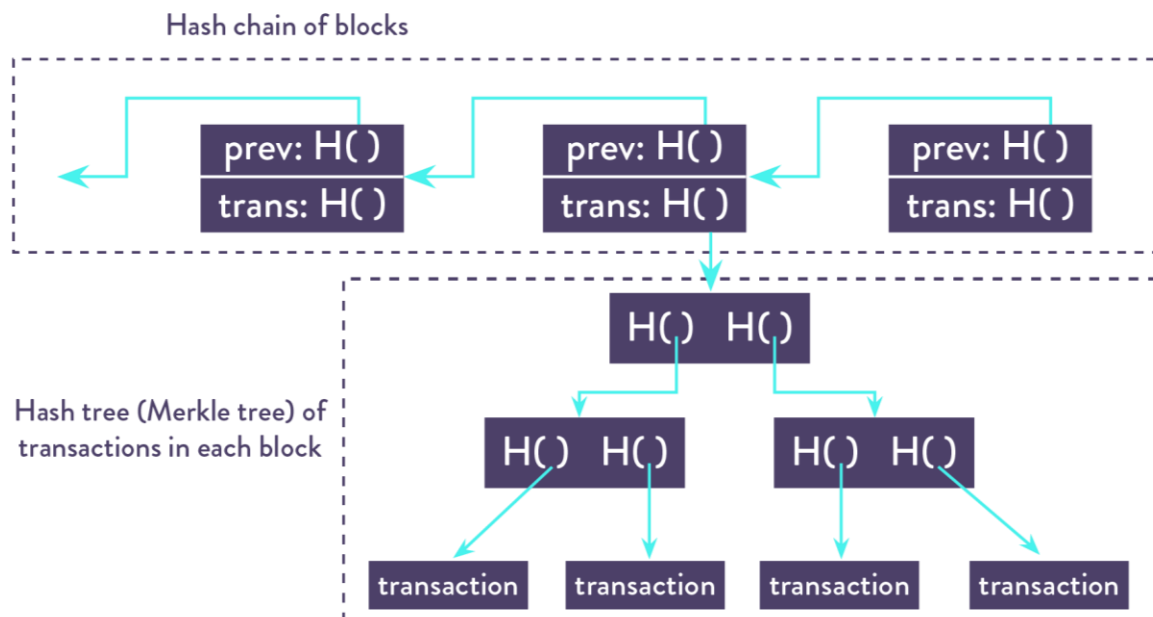 Hash chain of blocks
prev: H( )
trans: H( )
prev: H( )
trans: H( )
prev: H( )
trans: H( )
H( ) H( )
Hash tree (Merkle tree) of
transactions in each block
H( ) H( )
H( ) H( )
transaction
transaction
transaction
transaction